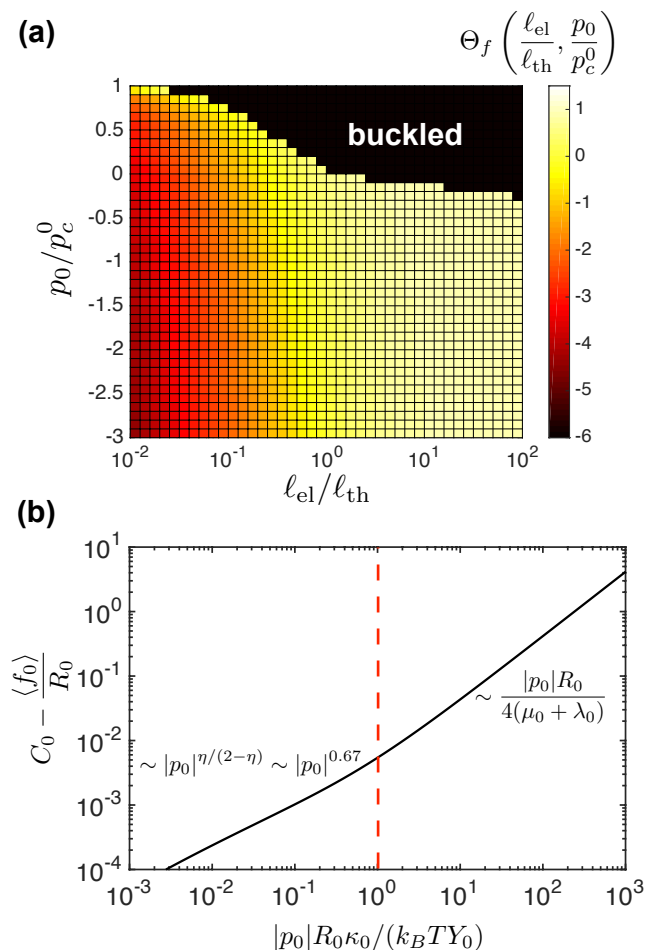 (a)
Θ_f ( ℓ_el / ℓ_th , p_0 / p_c^0 )
buckled
1
0.5
0
-0.5
-1
-1.5
-2
-2.5
-3
p_0/p_c^0
10^-2 10^-1 10^0 10^1 10^2
ℓ_el/ℓ_th
1
0
-1
-2
-3
-4
-5
-6
(b)
10^1
10^0
10^-1
10^-2
10^-3
10^-4
C_0 − ⟨f_0⟩ / R_0
∼ |p_0|R_0 / 4(μ_0 + λ_0)
∼ |p_0|^{η/(2−η)} ∼ |p_0|^{0.67}
10^-3 10^-2 10^-1 10^0 10^1 10^2 10^3
|p_0|R_0κ_0/(k_BTY_0)